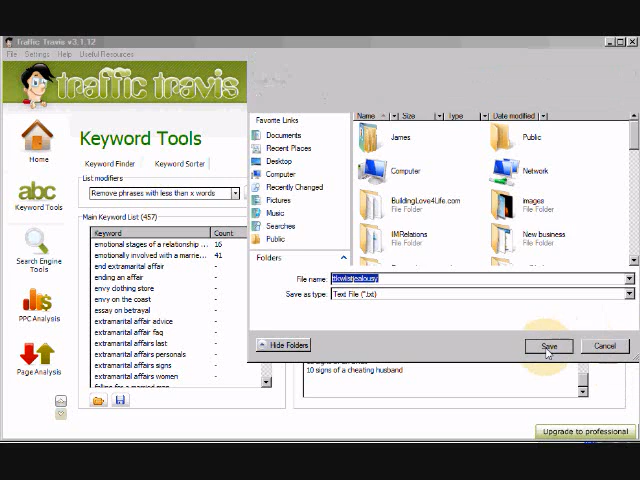 Traffic Travis v3.1.12
File Settings Help Useful Resources
traffic travis
Home
Keyword Tools
Search Engine Tools
PPC Analysis
Page Analysis
Keyword Tools
Keyword Finder Keyword Sorter
List modifiers
Remove phrases with less than x words
Main Keyword List (457)
Keyword Count
emotional stages of a relationship ... 16
emotionally involved with a marrie... 41
end extramarital affair -
ending an affair -
envy clothing store -
envy on the coast -
essay on betrayal -
extramarital affair advice -
extramarital affair faq -
extramarital affairs last -
extramarital affairs personals -
extramarital affairs signs -
extramarital affairs women -
falling for a married man -
Favorite Links
Documents
Recent Places
Desktop
Computer
Recently Changed
Pictures
Music
Searches
Public
Folders
Name Size Type Date modified
James Public
Computer Network
BuildingLove4Life.com
File Folder
images
File Folder
IMRelations
File Folder
New business
File Folder
File name: ttkwlistjealousy
Save as type: Text File (*.txt)
Hide Folders Save Cancel
10 signs of a cheating husband
Upgrade to professional